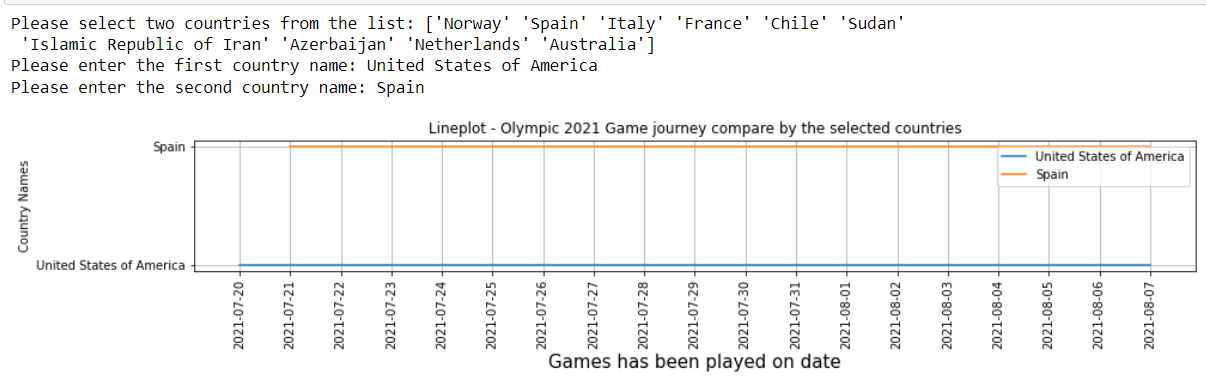 Please select two countries from the list: ['Norway' 'Spain' 'Italy' 'France' 'Chile' 'Sudan'
'Islamic Republic of Iran' 'Azerbaijan' 'Netherlands' 'Australia']
Please enter the first country name: United States of America
Please enter the second country name: Spain
Lineplot - Olympic 2021 Game journey compare by the selected countries
Country Names
Spain
United States of America
United States of America
Spain
2021-07-20
2021-07-21
2021-07-22
2021-07-23
2021-07-24
2021-07-25
2021-07-26
2021-07-27
2021-07-28
2021-07-29
2021-07-30
2021-07-31
2021-08-01
2021-08-02
2021-08-03
2021-08-04
2021-08-05
2021-08-06
2021-08-07
Games has been played on date